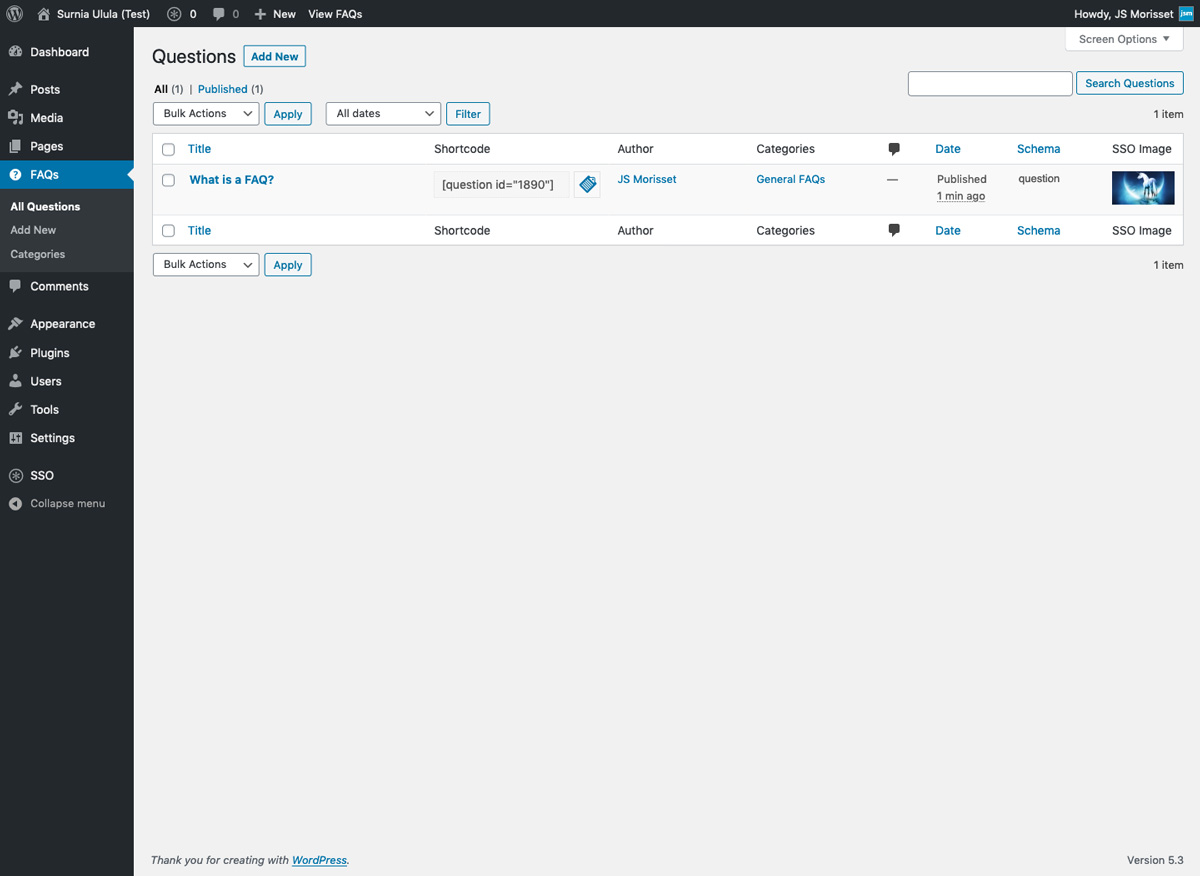 Surnia Ulula (Test) 0 0 New View FAQs Howdy, JS Morisset jsm
Screen Options
Dashboard
Posts
Media
Pages
FAQs
All Questions
Add New
Categories
Comments
Appearance
Plugins
Users
Tools
Settings
SSO
Collapse menu
Questions Add New
All (1) | Published (1)
Search Questions
Bulk Actions Apply All dates Filter 1 item
Title Shortcode Author Categories Date Schema SSO Image
What is a FAQ? [question id="1890"] JS Morisset General FAQs — Published question
1 min ago
Title Shortcode Author Categories Date Schema SSO Image
Bulk Actions Apply 1 item
Thank you for creating with WordPress. Version 5.3